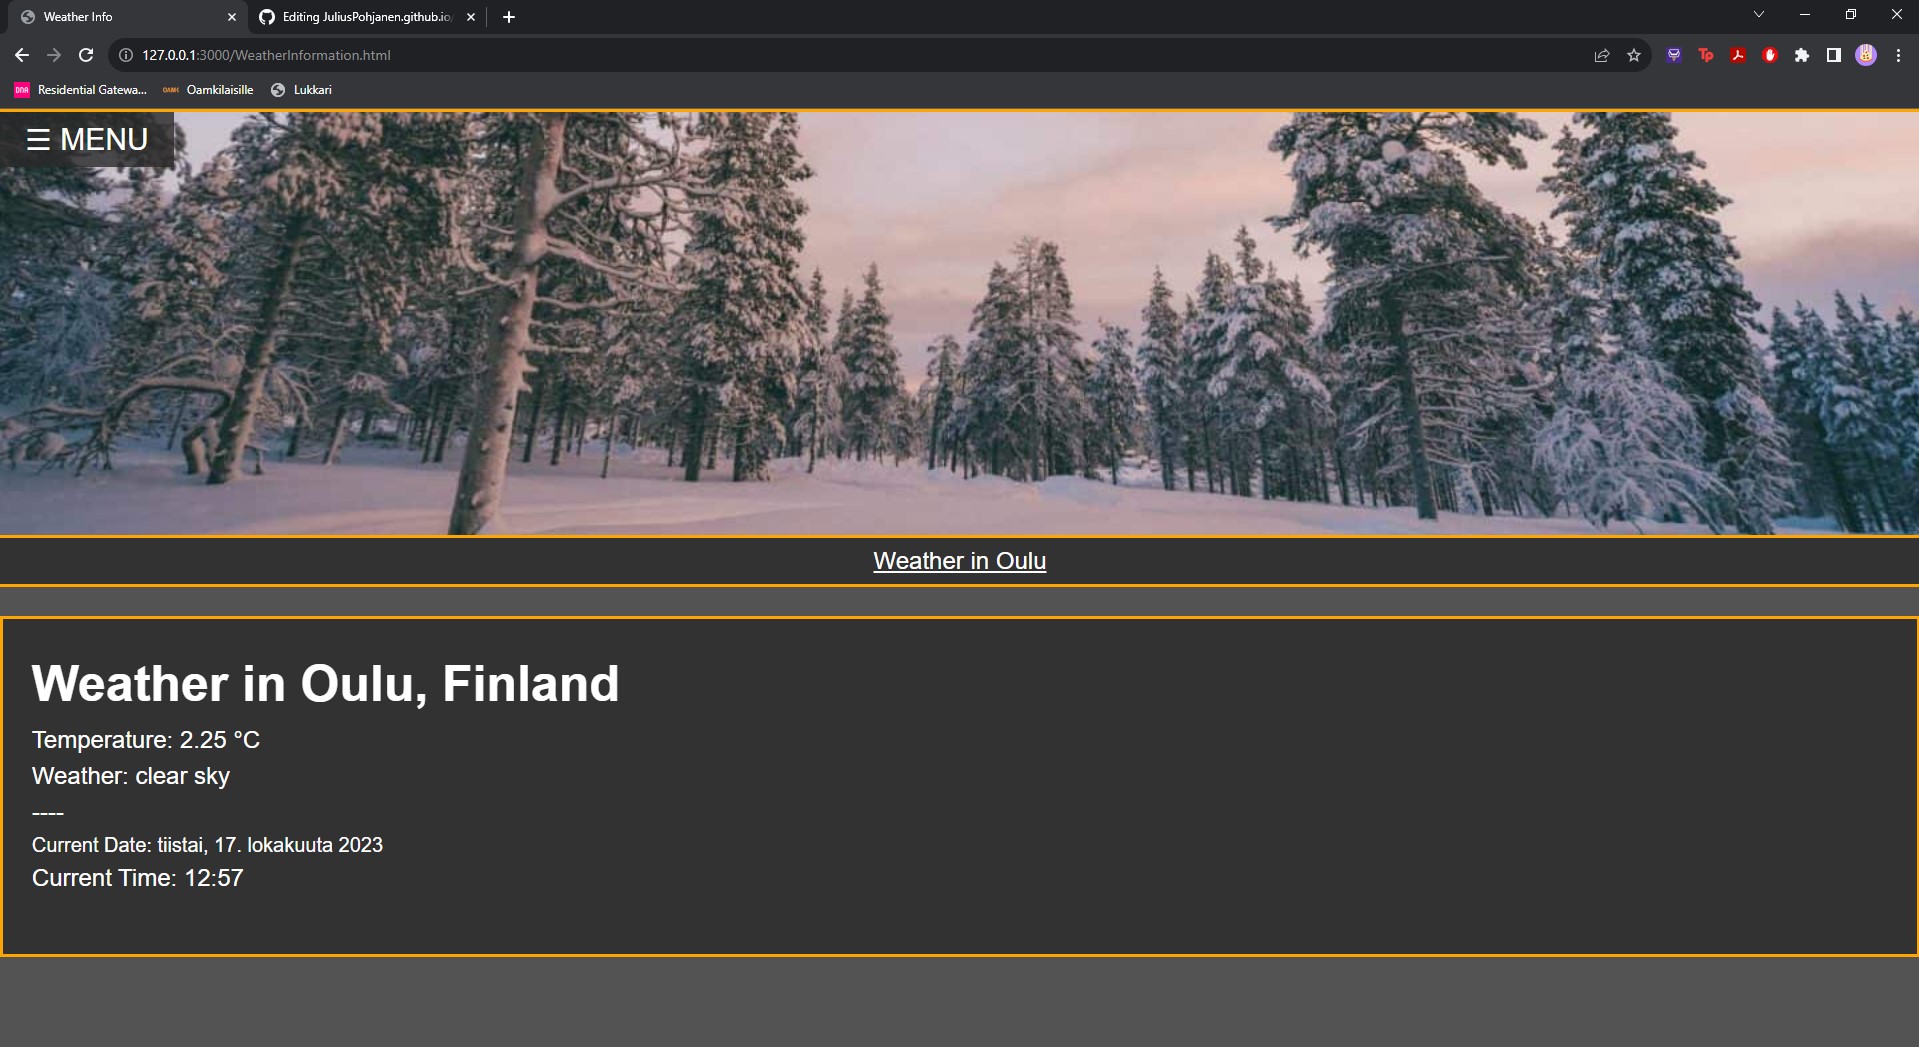 Weather Info
Editing JuliusPohjanen.github.io/
127.0.0.1:3000/WeatherInformation.html
DNA Residential Gatewa... OAMK Oamkilaisille Lukkari
☰ MENU
Weather in Oulu
Weather in Oulu, Finland
Temperature: 2.25 °C
Weather: clear sky
----
Current Date: tiistai, 17. lokakuuta 2023
Current Time: 12:57